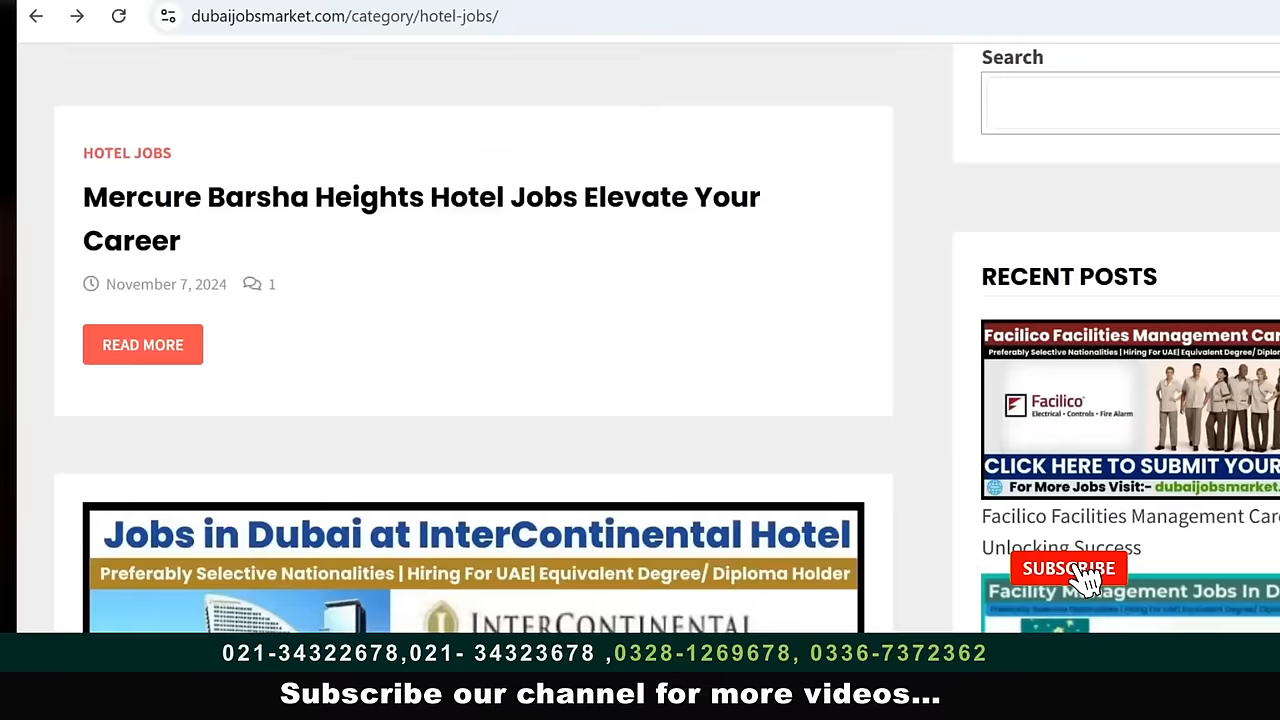 dubaijobsmarket.com/category/hotel-jobs/
Search
HOTEL JOBS
Mercure Barsha Heights Hotel Jobs Elevate Your
Career
November 7, 2024
1
READ MORE
RECENT POSTS
Facilico Facilities Management Car
Preferably Selective Nationalities | Hiring For UAE| Equivalent Degree/ Diplom
Facilico
Electrical • Controls • Fire Alarm
CLICK HERE TO SUBMIT YOUR
For More Jobs Visit:- dubaijobsmarket.
Facilico Facilities Management Car
Unlocking Success
SUBSCRIBE
Facility Management Jobs In D
Jobs in Dubai at InterContinental Hotel
Preferably Selective Nationalities | Hiring For UAE| Equivalent Degree/ Diploma Holder
INTERCONTINENTAL
021-34322678,021- 34323678 ,0328-1269678, 0336-7372362
Subscribe our channel for more videos...